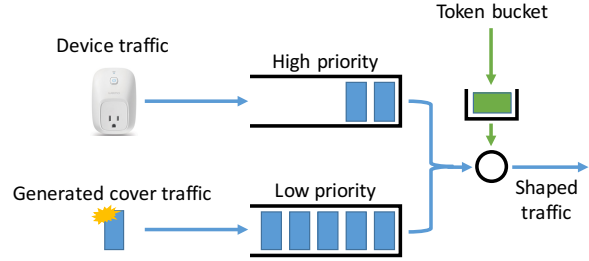 Token bucket
Device traffic
High priority
Generated cover traffic
Low priority
Shaped
traffic